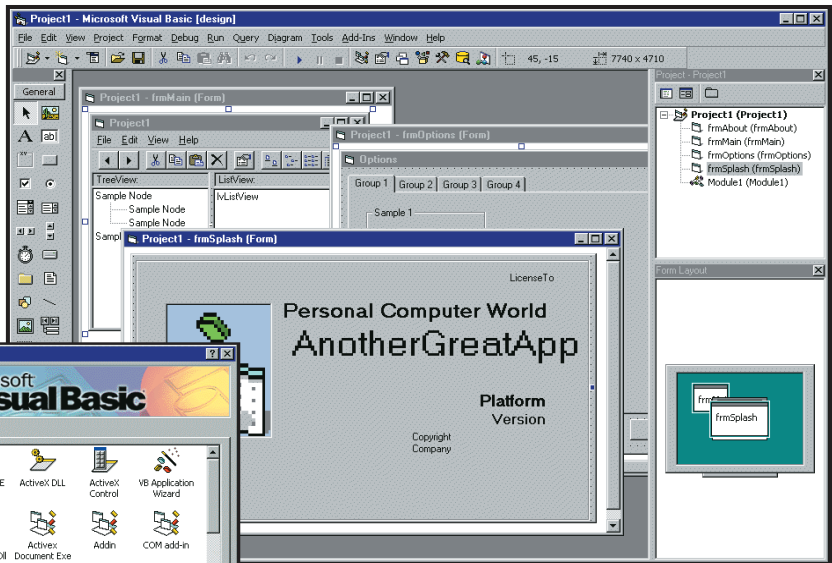 Project1 - Microsoft Visual Basic [design]
File Edit View Project Format Debug Run Query Diagram Tools Add-Ins Window Help
45, -15
7740 x 4710
General
A
ab
Project1 - frmMain (Form)
Project1
File Edit View Help
TreeView:
ListView:
Sample Node
Sample Node
Sample Node
Sampl
lvListView
Project1 - frmOptions (Form)
Options
Group 1
Group 2
Group 3
Group 4
Sample 1
Project1 - frmSplash (Form)
LicenseTo
Personal Computer World
AnotherGreatApp
Platform
Version
Copyright
Company
Project - Project1
Project1 (Project1)
frmAbout (frmAbout)
frmMain (frmMain)
frmOptions (frmOptions)
frmSplash (frmSplash)
Module1 (Module1)
Form Layout
frmSplash
soft
sual Basic
E
ActiveX DLL
ActiveX
Control
VB Application
Wizard
Dll
Activex
Document Exe
Addin
COM add-in